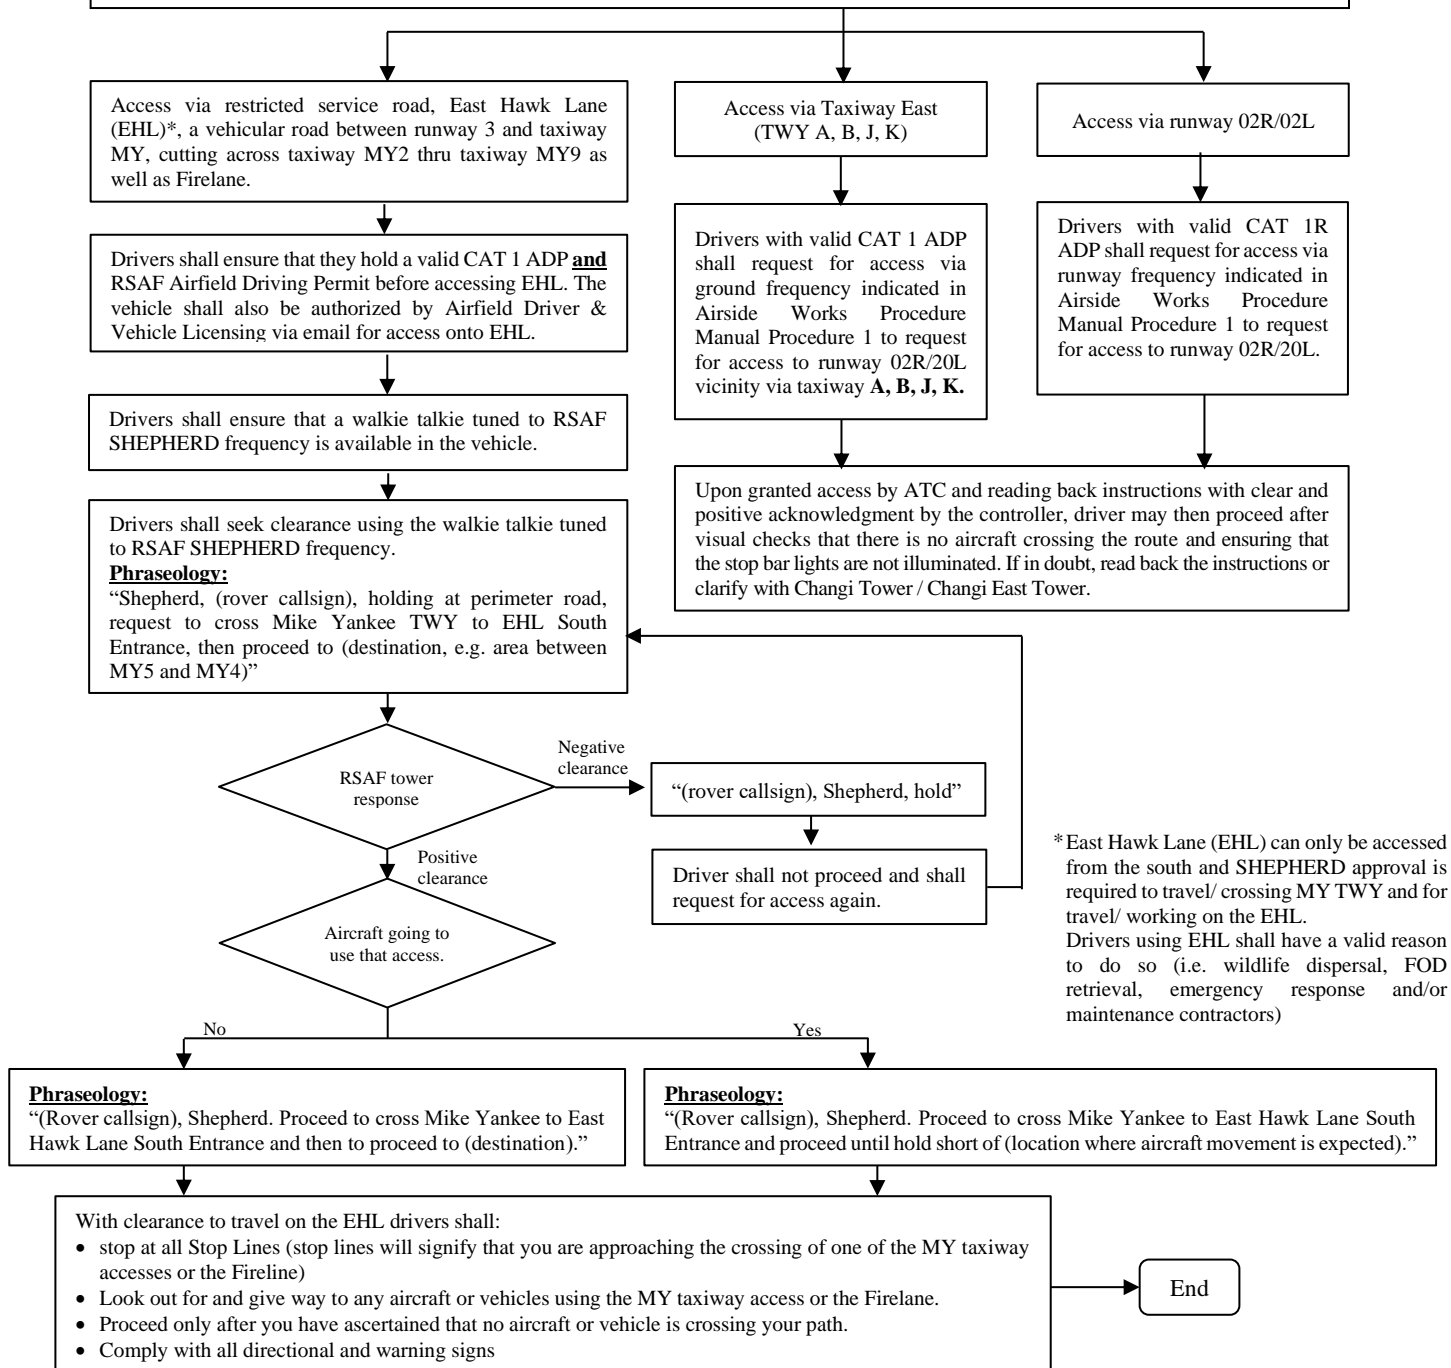 Access via restricted service road, East Hawk Lane
(EHL)*, a vehicular road between runway 3 and taxiway
MY, cutting across taxiway MY2 thru taxiway MY9 as
well as Firelane.
Access via Taxiway East
(TWY A, B, J, K)
Access via runway 02R/02L
Drivers shall ensure that they hold a valid CAT 1 ADP and
RSAF Airfield Driving Permit before accessing EHL. The
vehicle shall also be authorized by Airfield Driver &
Vehicle Licensing via email for access onto EHL.
Drivers with valid CAT 1 ADP
shall request for access via
ground frequency indicated in
Airside Works Procedure
Manual Procedure 1 to request
for access to runway 02R/20L
vicinity via taxiway A, B, J, K.
Drivers with valid CAT 1R
ADP shall request for access via
runway frequency indicated in
Airside Works Procedure
Manual Procedure 1 to request
for access to runway 02R/20L.
Drivers shall ensure that a walkie talkie tuned to RSAF
SHEPHERD frequency is available in the vehicle.
Upon granted access by ATC and reading back instructions with clear and
positive acknowledgment by the controller, driver may then proceed after
visual checks that there is no aircraft crossing the route and ensuring that
the stop bar lights are not illuminated. If in doubt, read back the instructions or
clarify with Changi Tower / Changi East Tower.
Drivers shall seek clearance using the walkie talkie tuned
to RSAF SHEPHERD frequency.
Phraseology:
“Shepherd, (rover callsign), holding at perimeter road,
request to cross Mike Yankee TWY to EHL South
Entrance, then proceed to (destination, e.g. area between
MY5 and MY4)”
RSAF tower
response
Negative
clearance
“(rover callsign), Shepherd, hold”
Driver shall not proceed and shall
request for access again.
Positive
clearance
Aircraft going to
use that access.
* East Hawk Lane (EHL) can only be accessed
from the south and SHEPHERD approval is
required to travel/ crossing MY TWY and for
travel/ working on the EHL.
Drivers using EHL shall have a valid reason
to do so (i.e. wildlife dispersal, FOD
retrieval, emergency response and/or
maintenance contractors)
No
Yes
Phraseology:
“(Rover callsign), Shepherd. Proceed to cross Mike Yankee to East
Hawk Lane South Entrance and then to proceed to (destination).”
Phraseology:
“(Rover callsign), Shepherd. Proceed to cross Mike Yankee to East Hawk Lane South
Entrance and proceed until hold short of (location where aircraft movement is expected).”
With clearance to travel on the EHL drivers shall:
• stop at all Stop Lines (stop lines will signify that you are approaching the crossing of one of the MY taxiway
accesses or the Fireline)
• Look out for and give way to any aircraft or vehicles using the MY taxiway access or the Firelane.
• Proceed only after you have ascertained that no aircraft or vehicle is crossing your path.
• Comply with all directional and warning signs
End